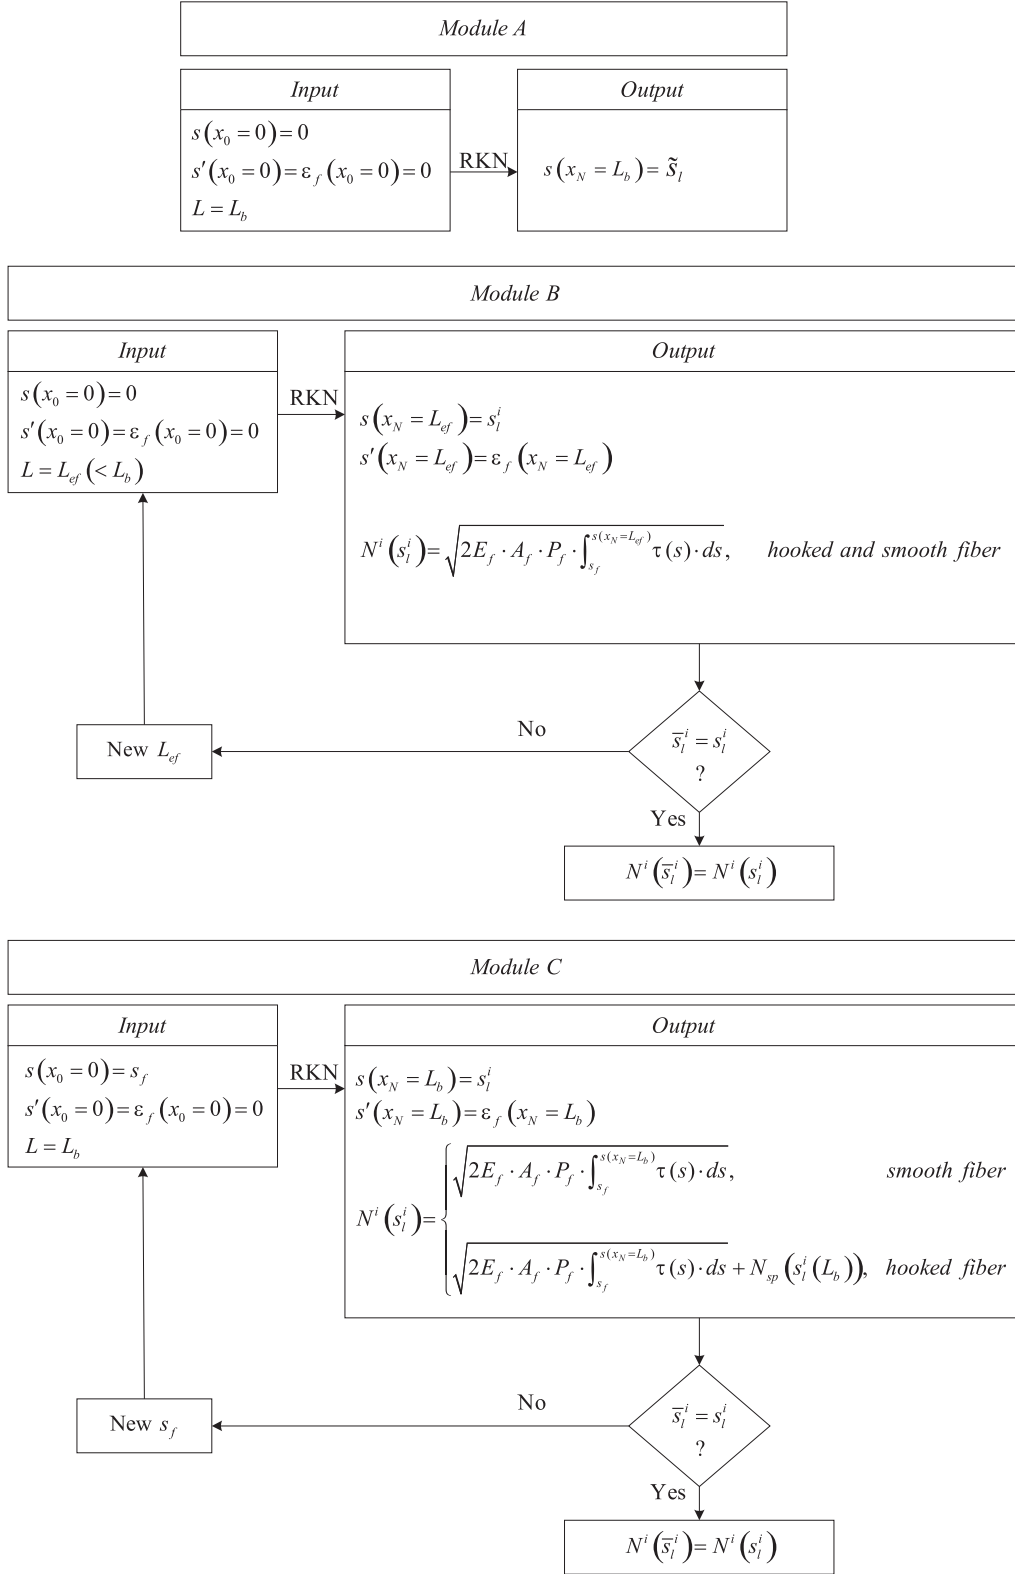 Module A
Input
s(x₀ = 0) = 0
s′(x₀ = 0) = ε_f(x₀ = 0) = 0
L = L_b
RKN
Output
s(x_N = L_b) = s̃_l
Module B
Input
s(x₀ = 0) = 0
s′(x₀ = 0) = ε_f(x₀ = 0) = 0
L = L_ef (< L_b)
RKN
Output
s(x_N = L_ef) = s_l^i
s′(x_N = L_ef) = ε_f(x_N = L_ef)
N^i(s_l^i) = √(2E_f · A_f · P_f · ∫_{s_f}^{s(x_N=L_ef)} τ(s) · ds), hooked and smooth fiber
s̄_l^i = s_l^i
?
No
New L_ef
Yes
N^i(s̄_l^i) = N^i(s_l^i)
Module C
Input
s(x₀ = 0) = s_f
s′(x₀ = 0) = ε_f(x₀ = 0) = 0
L = L_b
RKN
Output
s(x_N = L_b) = s_l^i
s′(x_N = L_b) = ε_f(x_N = L_b)
N^i(s_l^i) = {
√(2E_f · A_f · P_f · ∫_{s_f}^{s(x_N=L_b)} τ(s) · ds), smooth fiber
√(2E_f · A_f · P_f · ∫_{s_f}^{s(x_N=L_b)} τ(s) · ds) + N_sp(s_l^i(L_b)), hooked fiber
s̄_l^i = s_l^i
?
No
New s_f
Yes
N^i(s̄_l^i) = N^i(s_l^i)